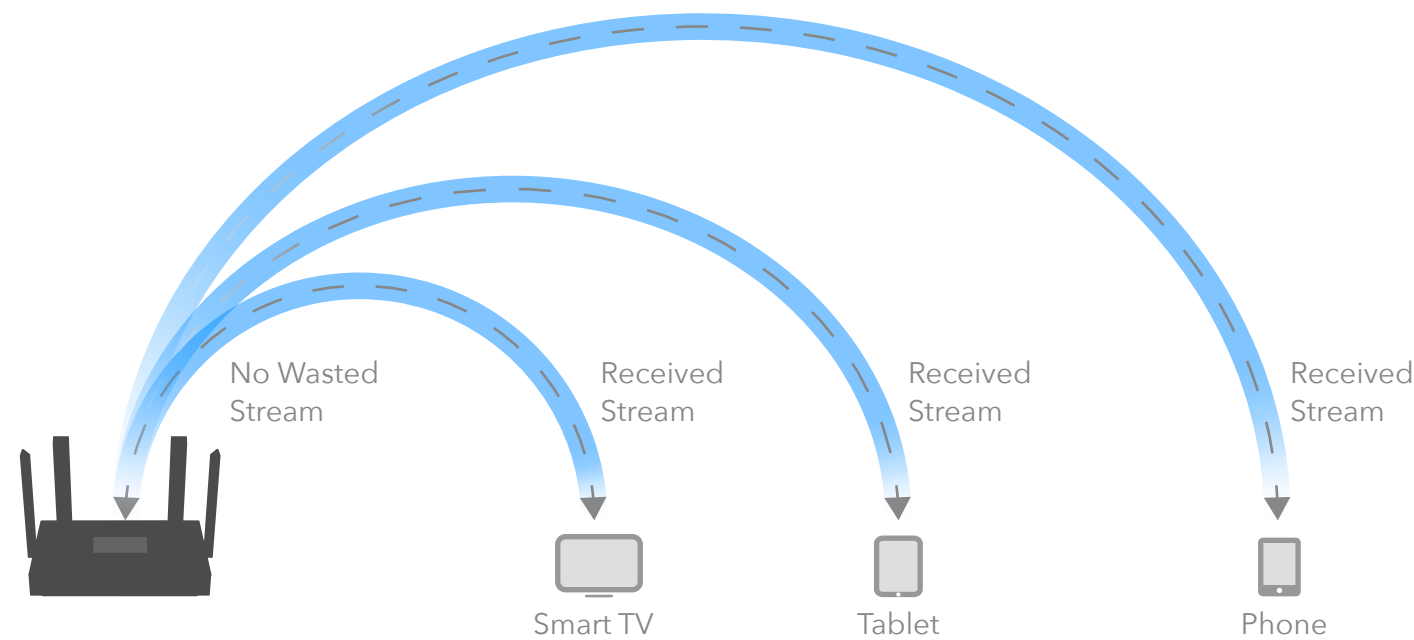 No Wasted
Stream
Received
Stream
Received
Stream
Received
Stream
Smart TV
Tablet
Phone